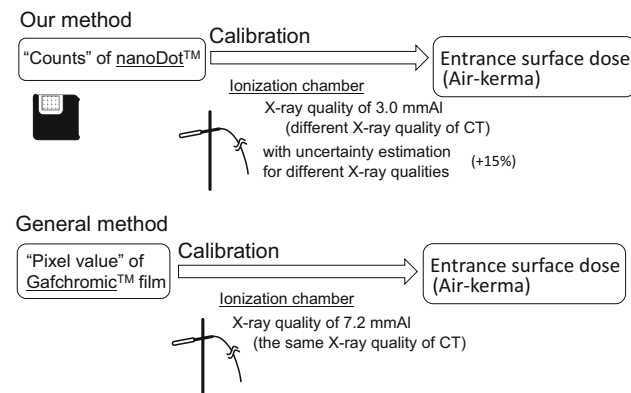 Our method
"Counts" of nanoDot™
Calibration
Entrance surface dose
(Air-kerma)
Ionization chamber
X-ray quality of 3.0 mmAl
(different X-ray quality of CT)
with uncertainty estimation
for different X-ray qualities
(+15%)
General method
"Pixel value" of
Gafchromic™ film
Calibration
Entrance surface dose
(Air-kerma)
Ionization chamber
X-ray quality of 7.2 mmAl
(the same X-ray quality of CT)